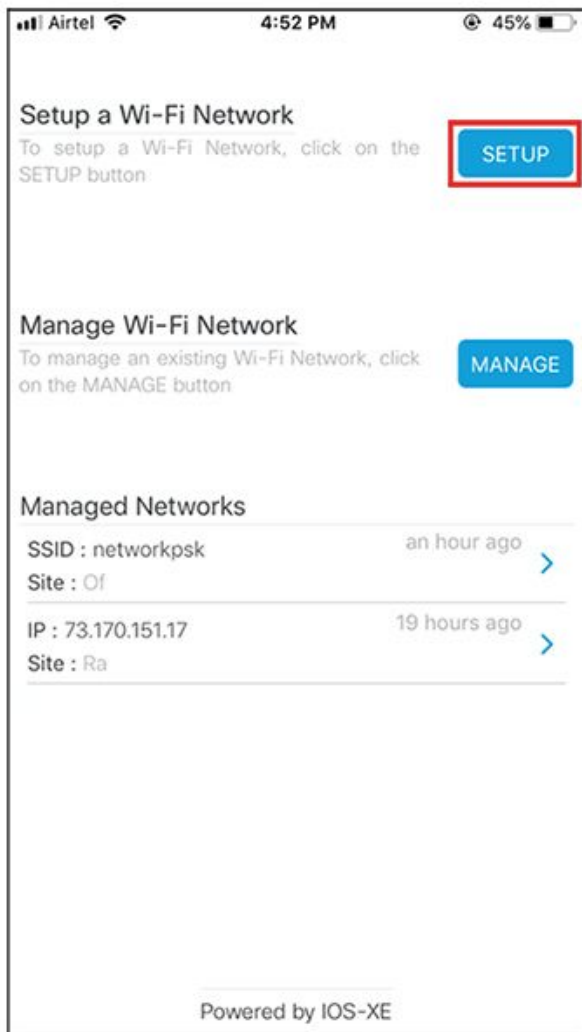 Airtel 4:52 PM 45%
Setup a Wi-Fi Network
To setup a Wi-Fi Network, click on the
SETUP button
SETUP
Manage Wi-Fi Network
To manage an existing Wi-Fi Network, click
on the MANAGE button
MANAGE
Managed Networks
SSID : networkpsk an hour ago
Site : Of
IP : 73.170.151.17 19 hours ago
Site : Ra
Powered by IOS-XE